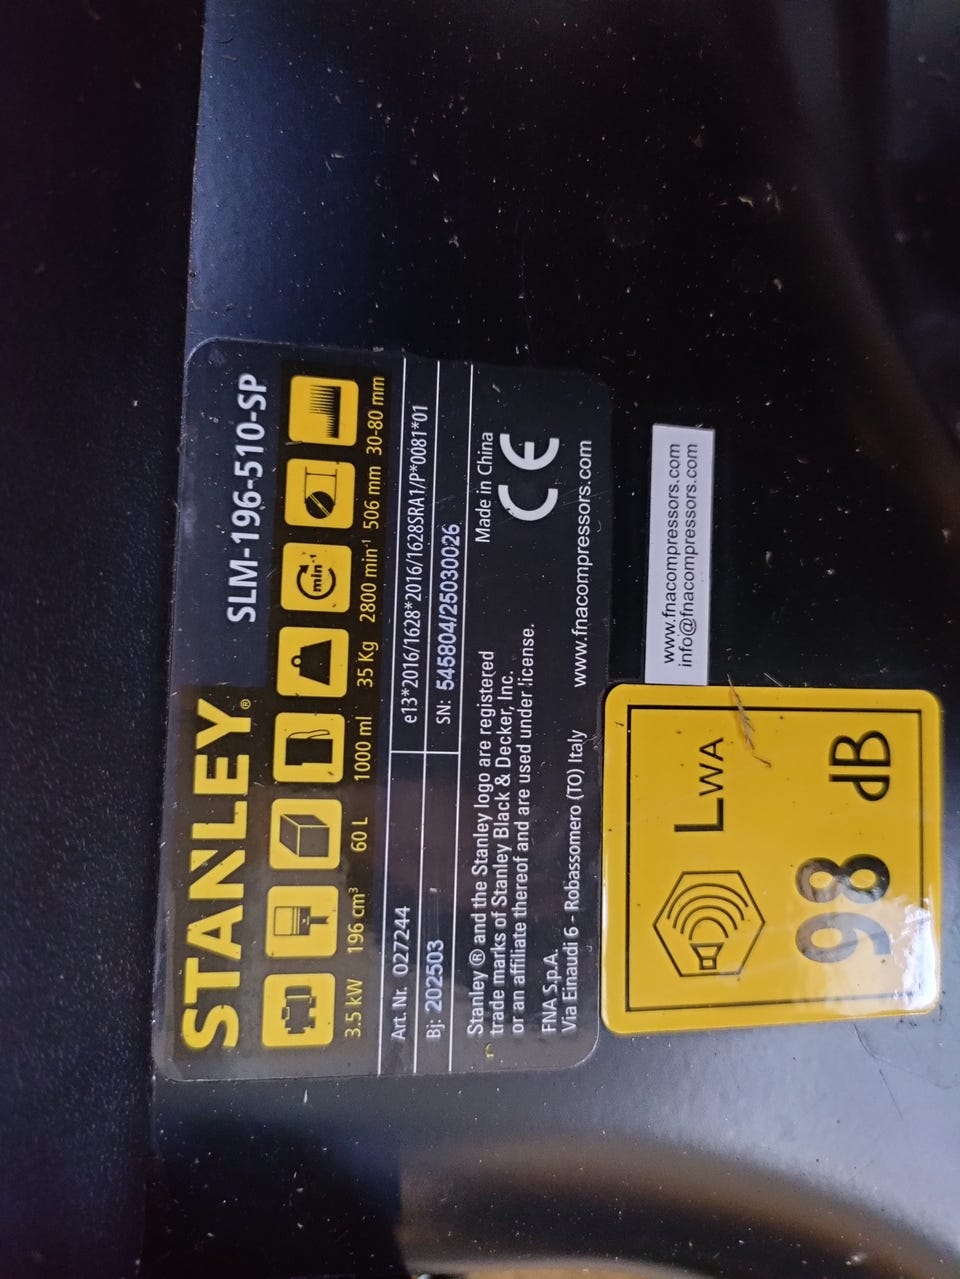 STANLEY®
SLM-196-510-SP
min⁻¹
3.5 kW 196 cm³ 60 L 1000 ml 35 Kg 2800 min⁻¹ 506 mm 30-80 mm
Art. Nr. 027244 e13*2016/1628*2016/1628SRA1/P*0081*01
Bj: 202503 SN: 545804/25030026
Stanley ® and the Stanley logo are registered
trade marks of Stanley Black & Decker, Inc.
or an affiliate thereof and are used under license.
Made in China
CE
FNA S.p.A.
Via Einaudi 6 - Robassomero (TO) Italy www.fnacompressors.com
LWA
98 dB
www.fnacompressors.com
info@fnacompressors.com